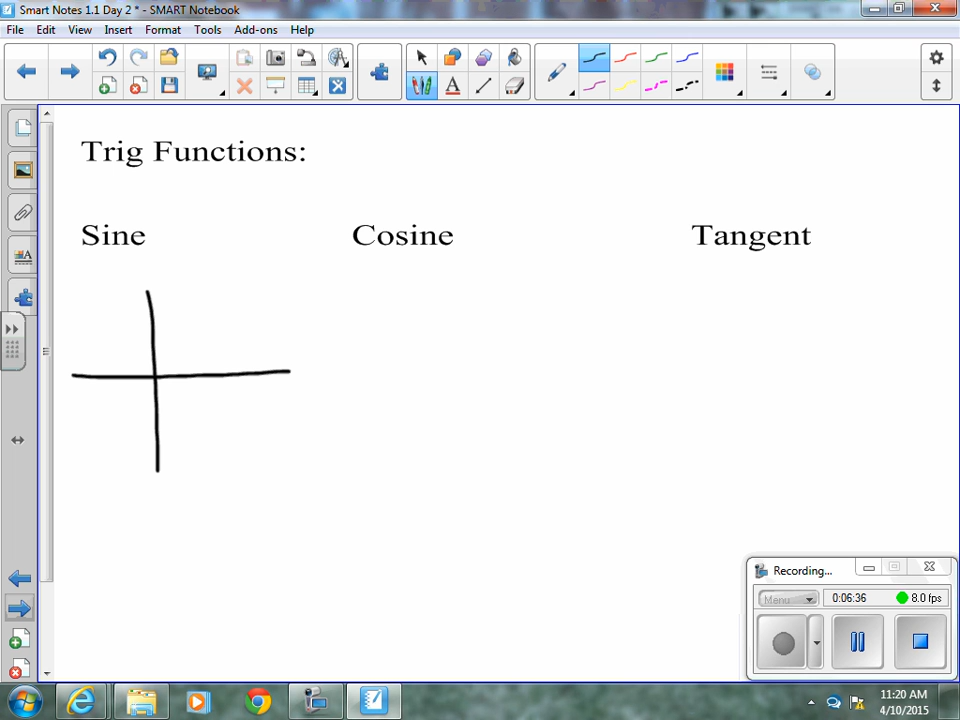 Smart Notes 1.1 Day 2 * - SMART Notebook
File Edit View Insert Format Tools Add-ons Help
Trig Functions:
Sine Cosine Tangent
Recording...
Menu 0:06:36 8.0 fps
11:20 AM
4/10/2015